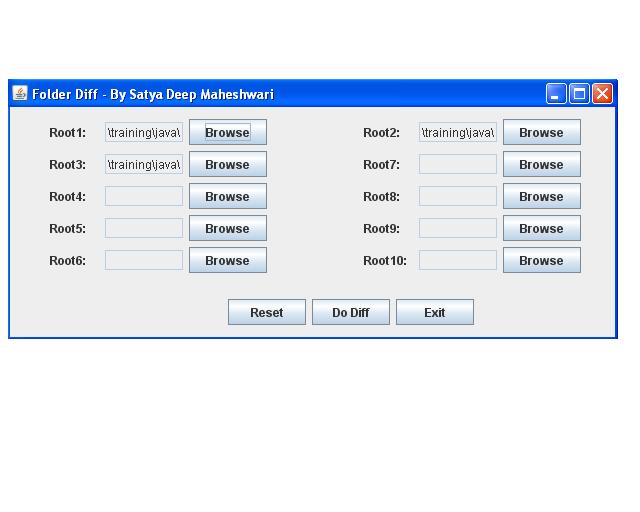 Folder Diff - By Satya Deep Maheshwari
Root1: \training\java\ Browse Root2: \training\java\ Browse
Root3: \training\java\ Browse Root7: Browse
Root4: Browse Root8: Browse
Root5: Browse Root9: Browse
Root6: Browse Root10: Browse
Reset Do Diff Exit